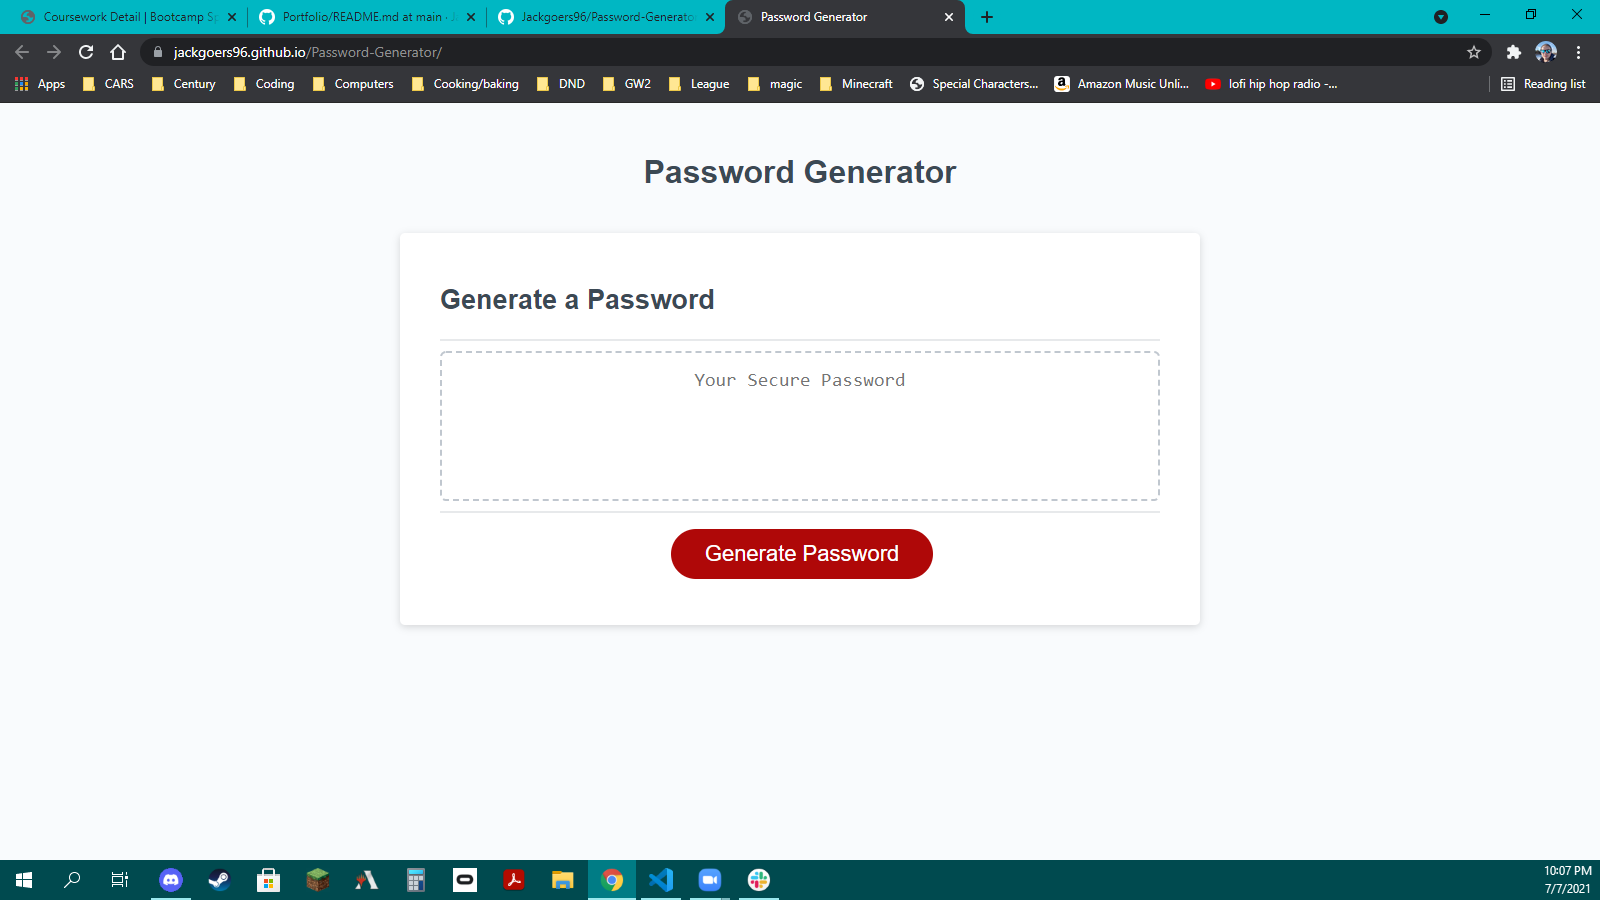 Coursework Detail | Bootcamp Sp
Portfolio/README.md at main · J
Jackgoers96/Password-Generato
Password Generator
jackgoers96.github.io/Password-Generator/
Apps
CARS
Century
Coding
Computers
Cooking/baking
DND
GW2
League
magic
Minecraft
Special Characters...
Amazon Music Unli...
lofi hip hop radio -...
Reading list
Password Generator
Generate a Password
Your Secure Password
Generate Password
10:07 PM
7/7/2021